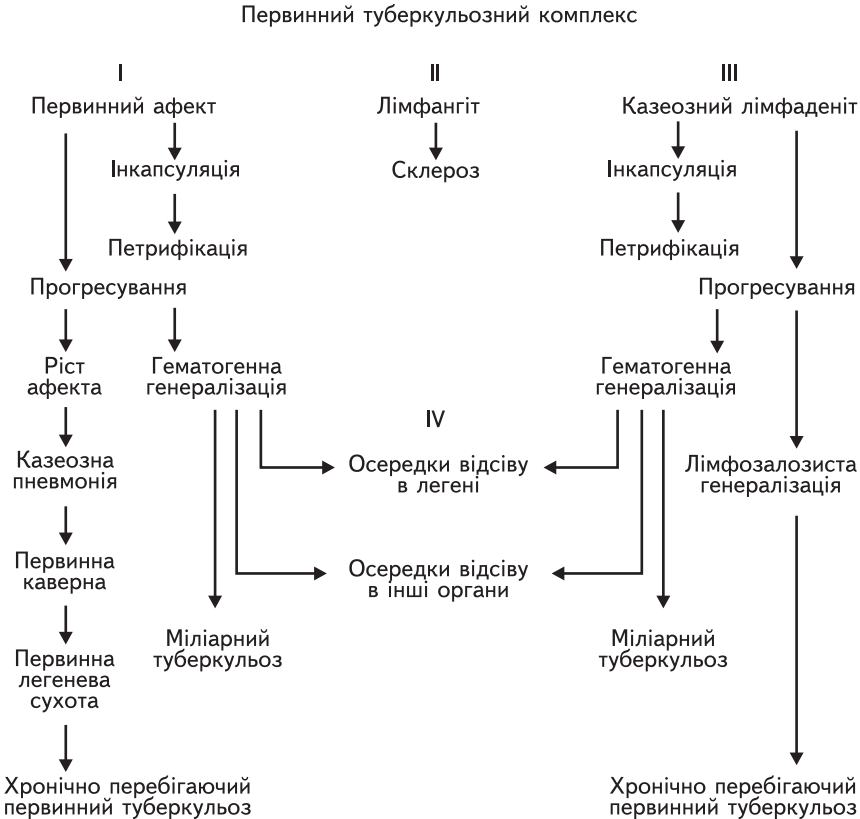 Первинний туберкульозний комплекс
I
II
III
Первинний афект
Лімфангіт
Казеозний лімфаденіт
Інкапсуляція
Склероз
Інкапсуляція
Петрифікація
Петрифікація
Прогресування
Прогресування
Ріст
афекта
Гематогенна
генералізація
Гематогенна
генералізація
IV
Казеозна
пневмонія
Осередки відсіву
в легені
Лімфозалозиста
генералізація
Первинна
каверна
Осередки відсіву
в інші органи
Міліарний
туберкульоз
Міліарний
туберкульоз
Первинна
легенева
сухота
Хронічно перебігаючий
первинний туберкульоз
Хронічно перебігаючий
первинний туберкульоз